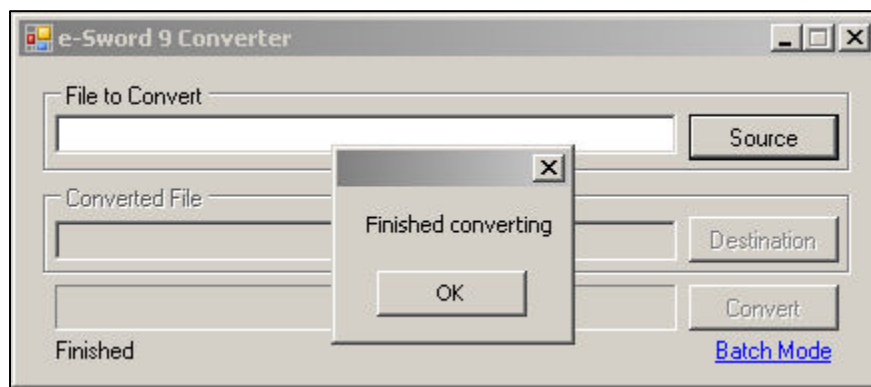 e-Sword 9 Converter
File to Convert
Source
Converted File
Destination
Finished converting
OK
Convert
Finished
Batch Mode